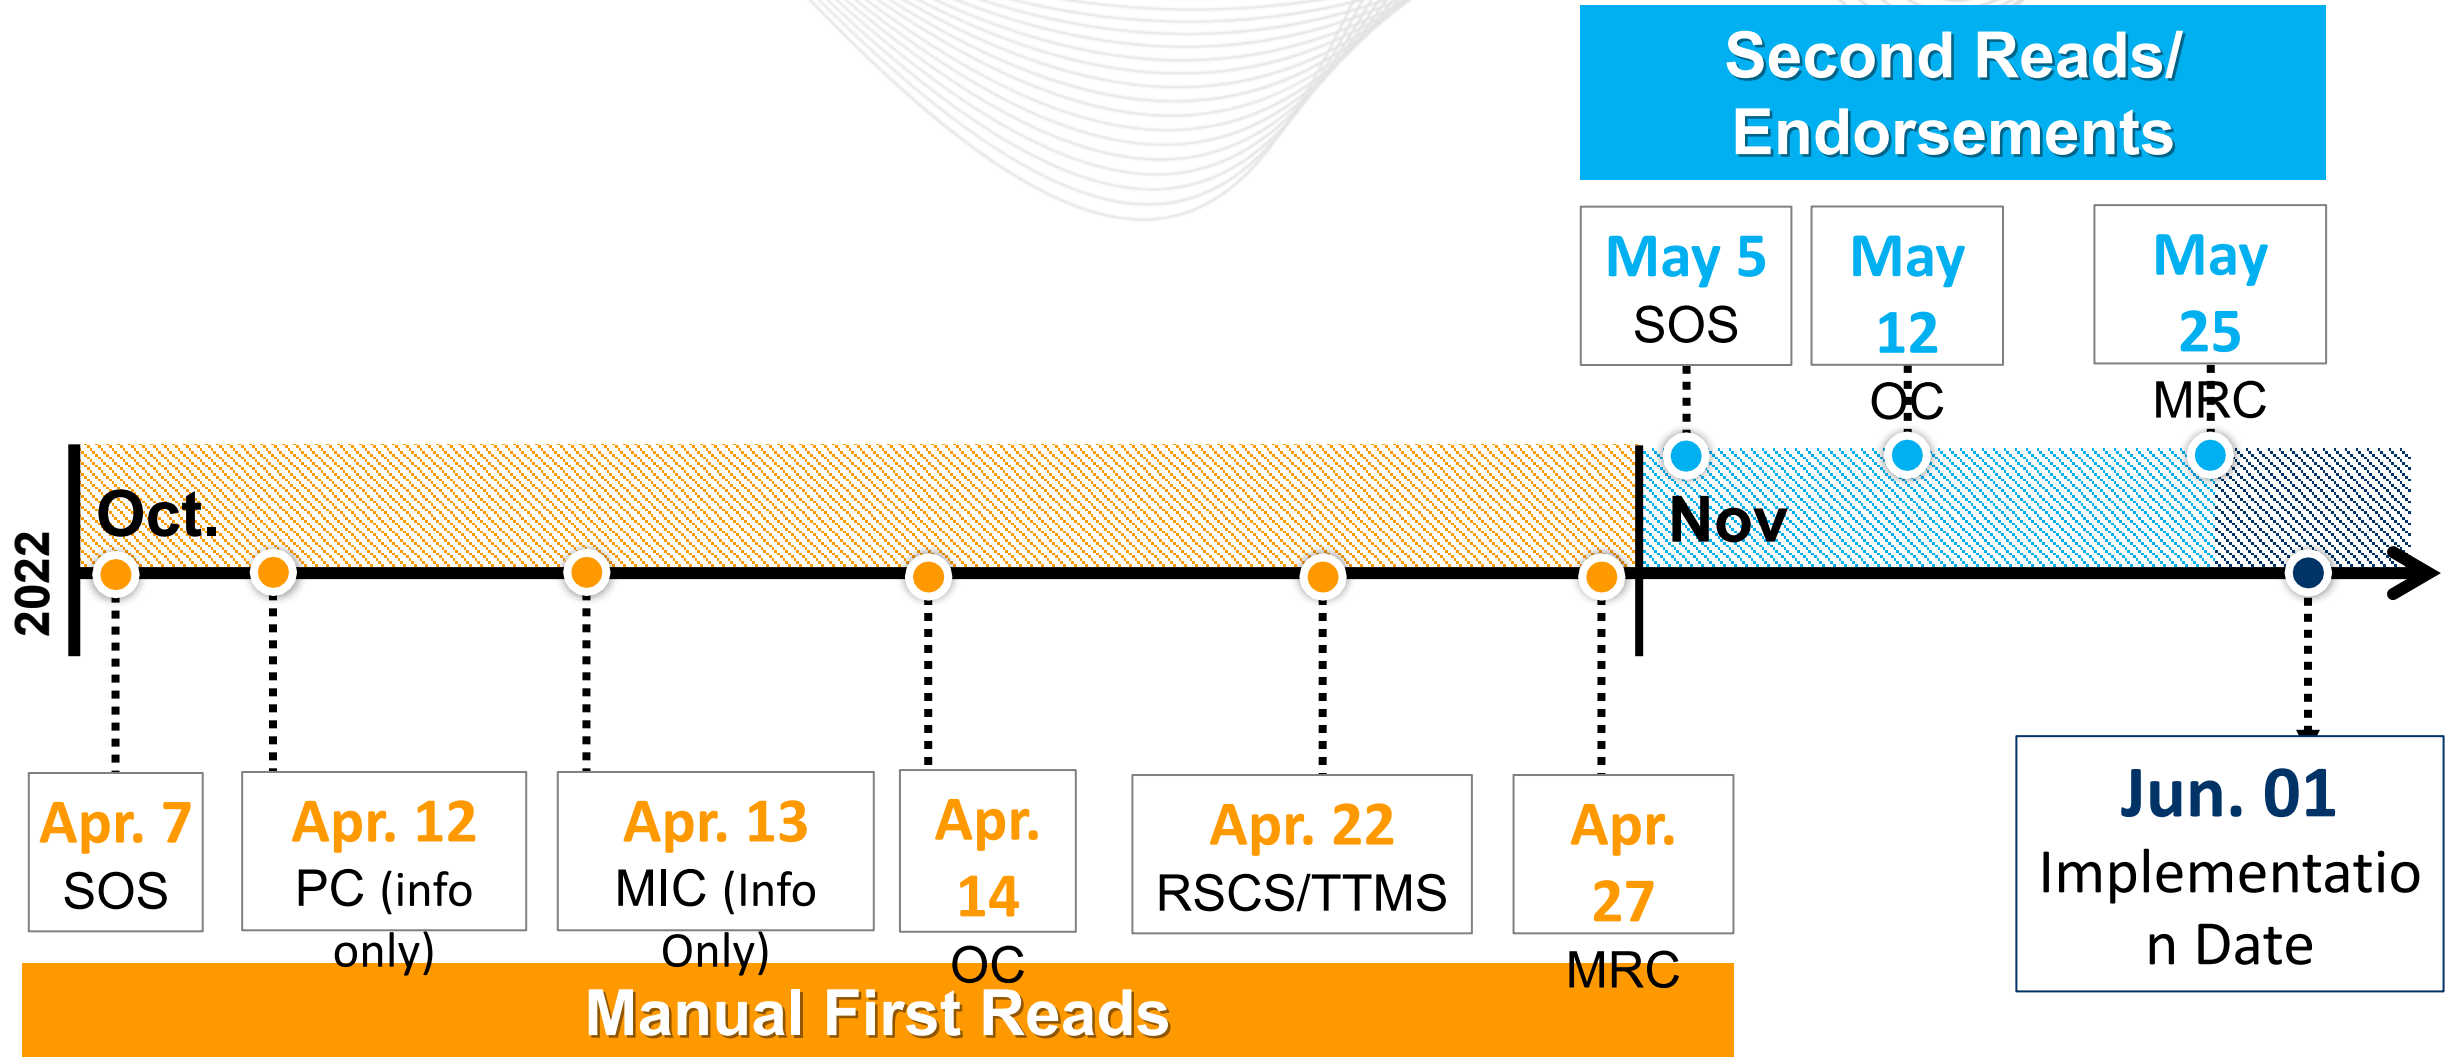 Second Reads/
Endorsements
May 5
SOS
May
12
OC
May
25
MRC
2022
Oct.
Nov
Apr. 7
SOS
Apr. 12
PC (info
only)
Apr. 13
MIC (Info
Only)
Apr.
14
OC
Apr. 22
RSCS/TTMS
Apr.
27
MRC
Jun. 01
Implementatio
n Date
Manual First Reads